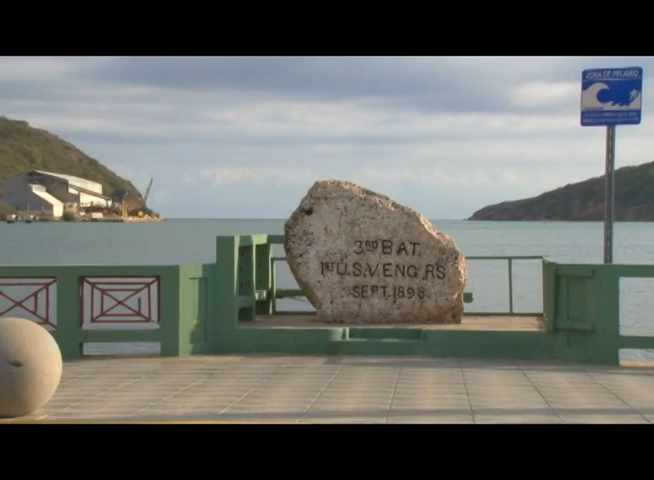 ZONA DE PELIGRO
3RD BAT.
1ST U.S.V. ENG, RS
SEPT. 1898.